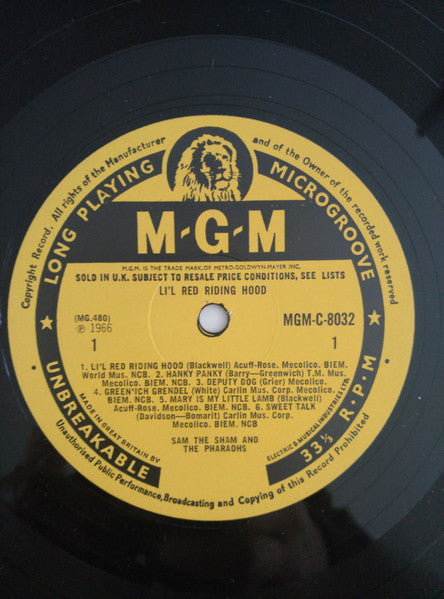 Copyright Record. All rights of the Manufacturer and of the Owner of the recorded work reserved
LONG PLAYING MICROGROOVE
M-G-M
M.G.M. IS THE TRADE MARK OF METRO-GOLDWYN-MAYER INC.
SOLD IN U.K. SUBJECT TO RESALE PRICE CONDITIONS, SEE LISTS
LI'L RED RIDING HOOD
(MG.480)
MGM-C-8032
℗ 1966
1
1
1. LI'L RED RIDING HOOD (Blackwell) Acuff-Rose. Mecolico. BIEM.
World Mus. NCB. 2. HANKY PANKY (Barry—Greenwich) T.M. Mus.
Mecolico. BIEM. NCB. 3. DEPUTY DOG (Grier) Mecolico. BIEM.
4. GREEN'ICH GRENDEL (White) Carlin Mus. Corp. Mecolico.
BIEM. NCB. 5. MARY IS MY LITTLE LAMB (Blackwell)
Acuff-Rose. Mecolico. BIEM. NCB. 6. SWEET TALK
(Davidson—Bomarit) Carlin Mus. Corp.
Mecolico. BIEM. NCB
SAM THE SHAM AND
THE PHARAOHS
MADE IN GREAT BRITAIN BY
ELECTRIC & MUSICAL INDUSTRIES LTD.
UNBREAKABLE
33⅓ R.P.M
Unauthorised Public Performance, Broadcasting and Copying of this Record Prohibited